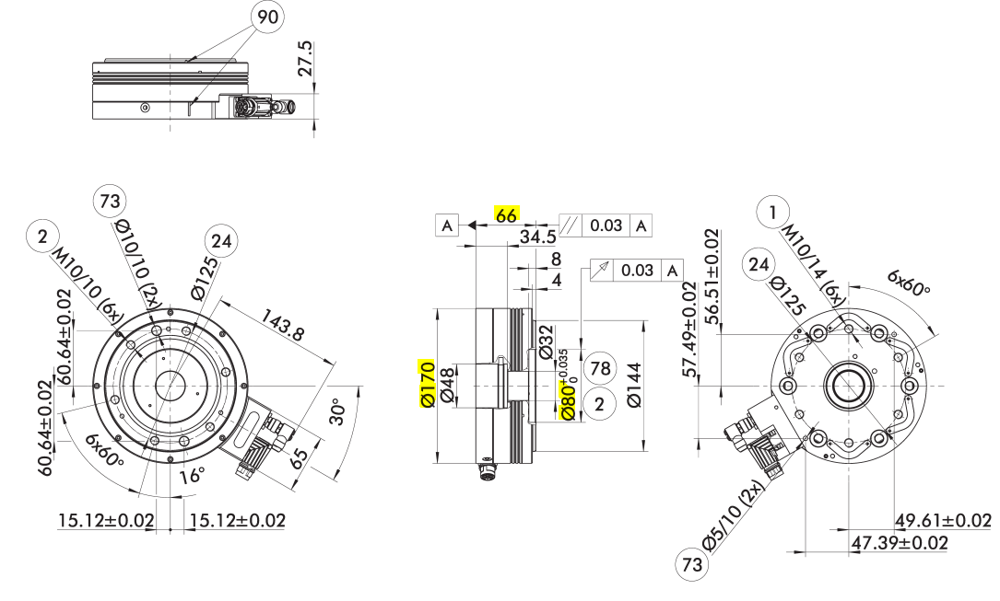 90
27.5
73
Ø10/10 (2x)
2
M10/10 (6x)
24
Ø125
143.8
60.64±0.02
60.64±0.02
30°
65
6x60°
16°
15.12±0.02
15.12±0.02
A
66
// 0.03 A
34.5
8
0.03 A
4
Ø32
Ø170
Ø48
Ø80 +0.035 0
78
2
Ø144
1
M10/14 (6x)
24
Ø125
6x60°
56.51±0.02
57.49±0.02
Ø5/10 (2x)
73
49.61±0.02
47.39±0.02